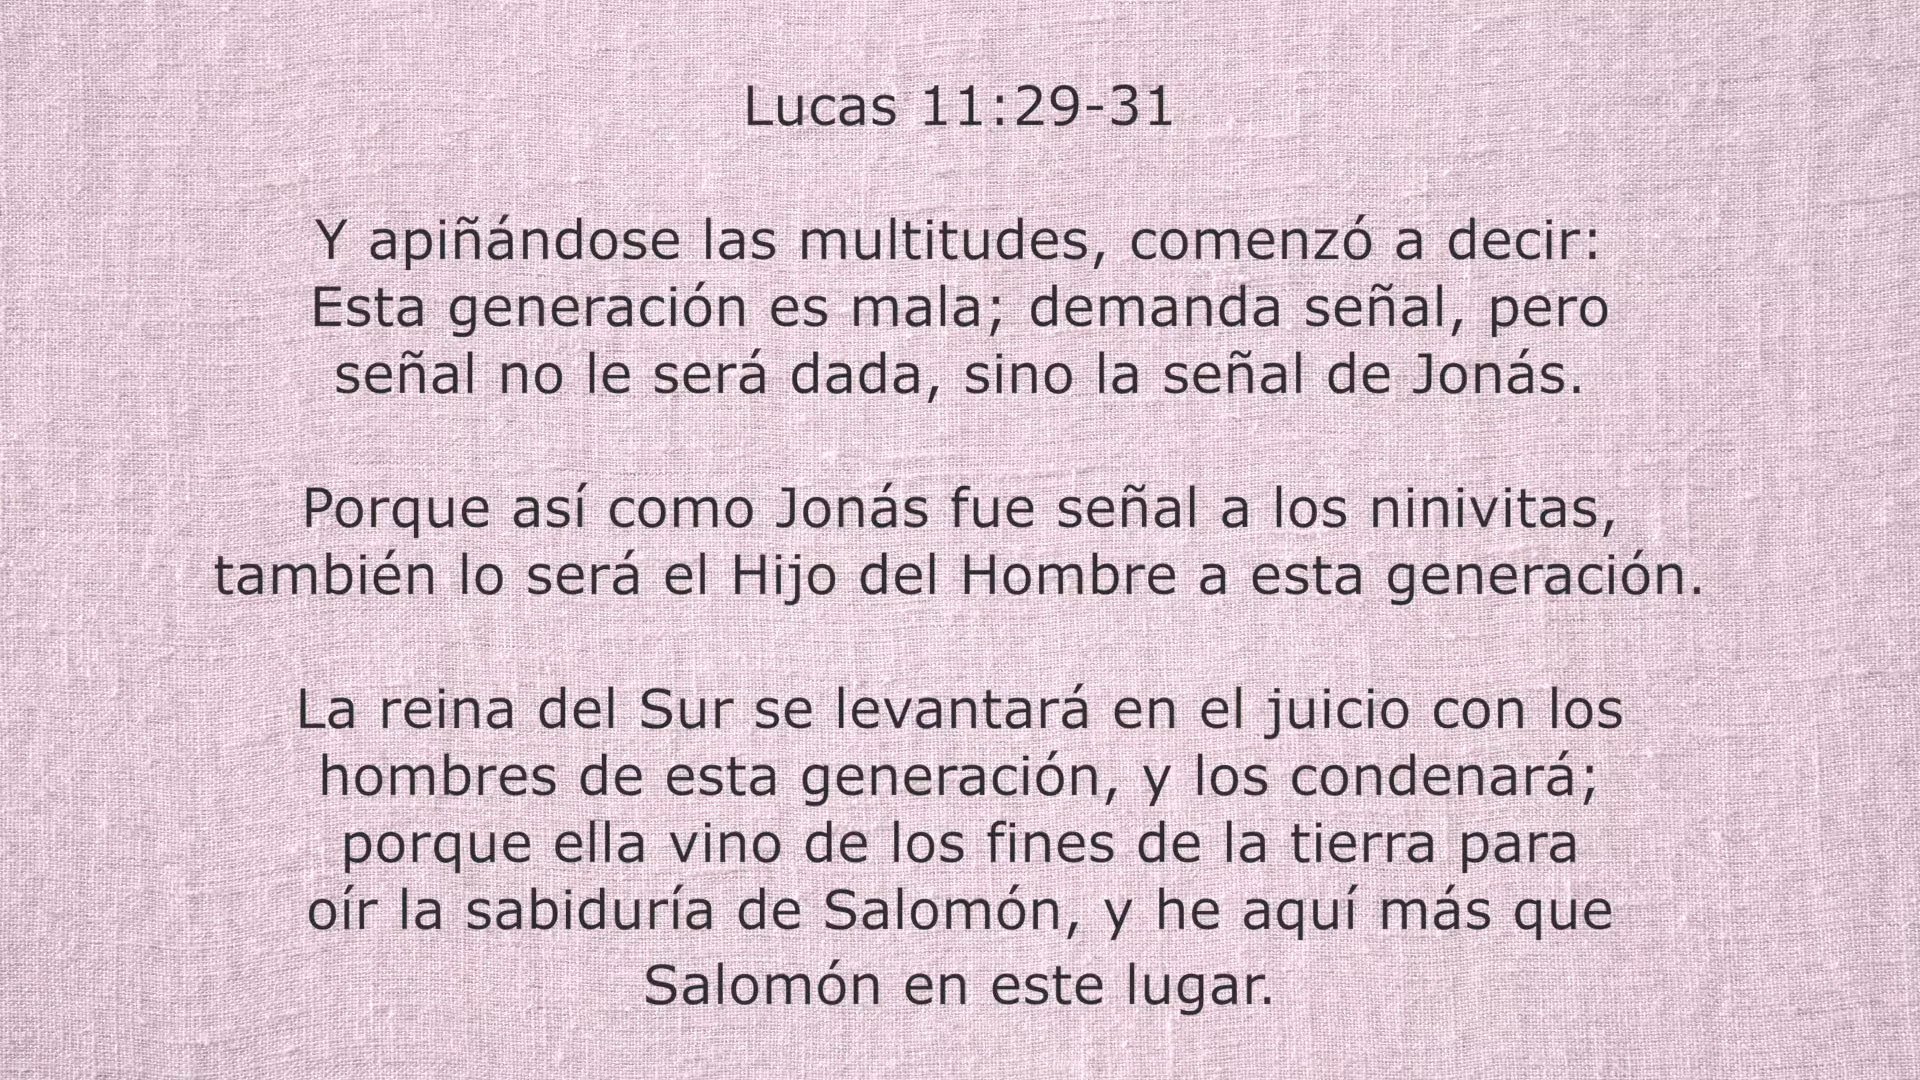 Lucas 11:29-31
Y apiñándose las multitudes, comenzó a decir:
Esta generación es mala; demanda señal, pero
señal no le será dada, sino la señal de Jonás.
Porque así como Jonás fue señal a los ninivitas,
también lo será el Hijo del Hombre a esta generación.
La reina del Sur se levantará en el juicio con los
hombres de esta generación, y los condenará;
porque ella vino de los fines de la tierra para
oír la sabiduría de Salomón, y he aquí más que
Salomón en este lugar.